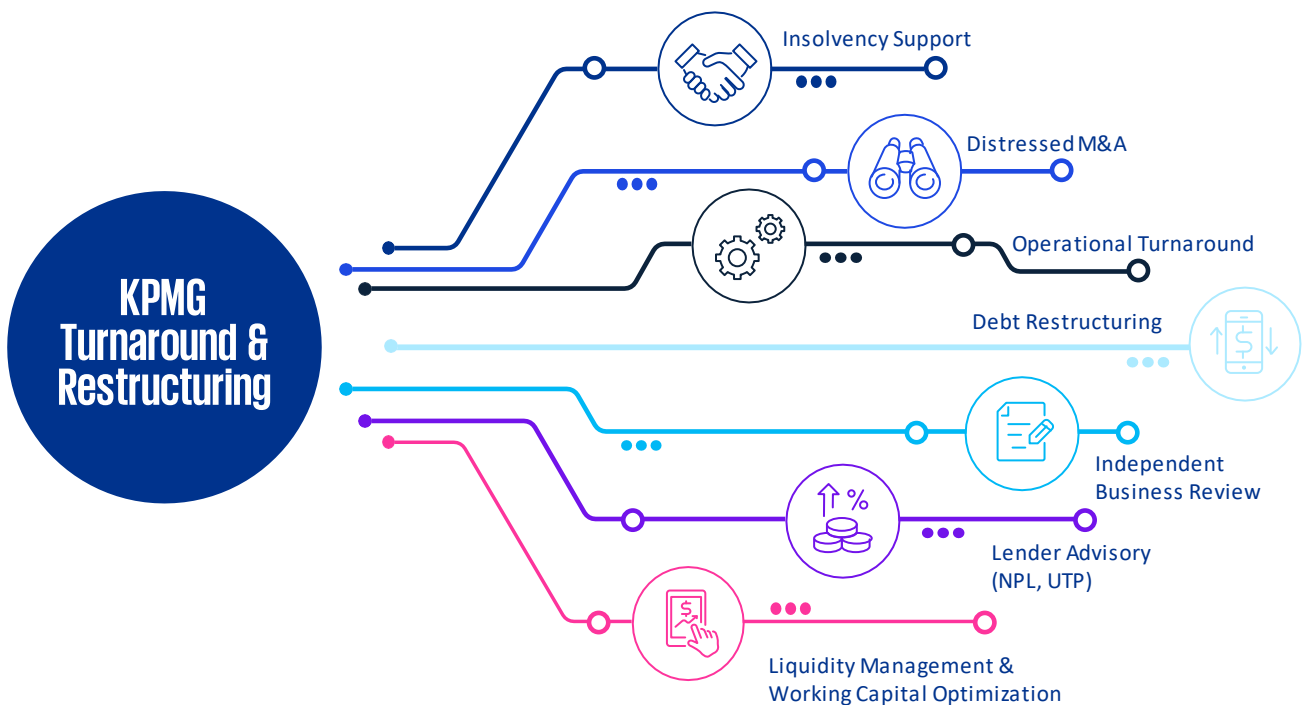 Insolvency Support
Distressed M&A
Operational Turnaround
KPMG
Turnaround &
Restructuring
Debt Restructuring
Independent
Business Review
Lender Advisory
(NPL, UTP)
Liquidity Management &
Working Capital Optimization
$
%
$